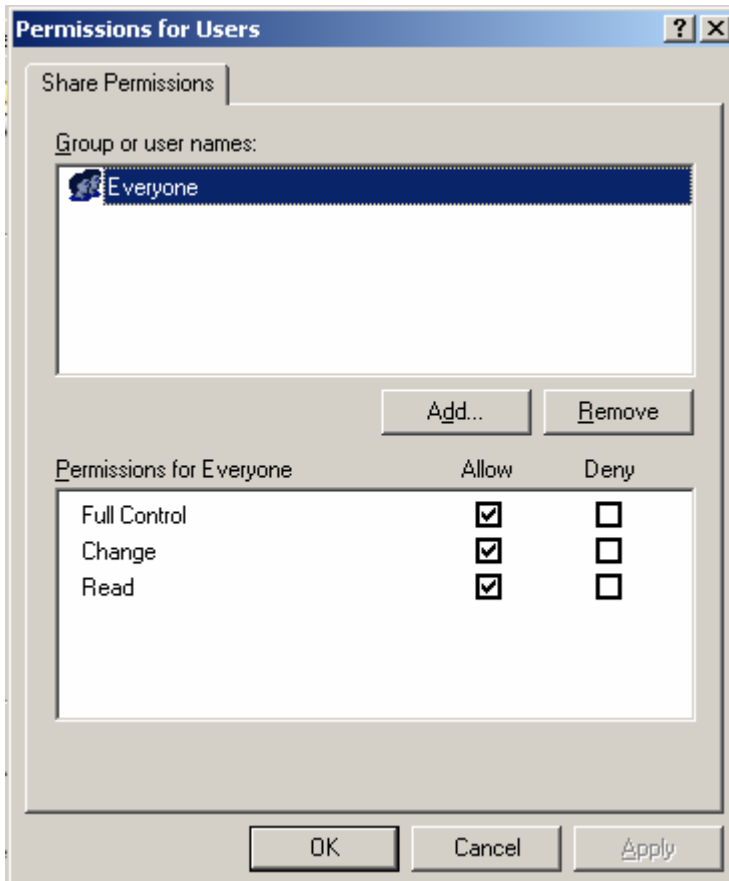 Permissions for Users
Share Permissions
Group or user names:
Everyone
Add... Remove
Permissions for Everyone Allow Deny
Full Control
Change
Read
OK Cancel Apply